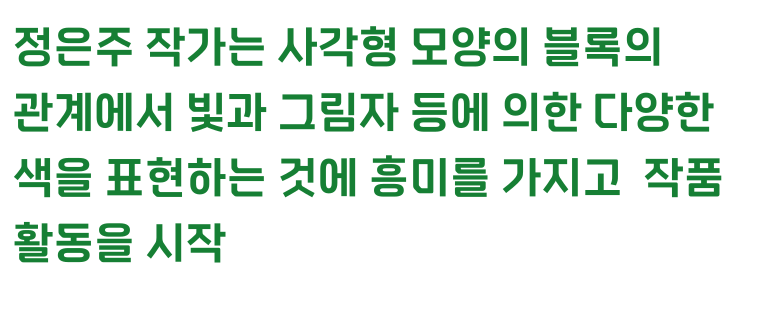 정은주 작가는 사각형 모양의 블록의
관계에서 빛과 그림자 등에 의한 다양한
색을 표현하는 것에 흥미를 가지고  작품
활동을 시작